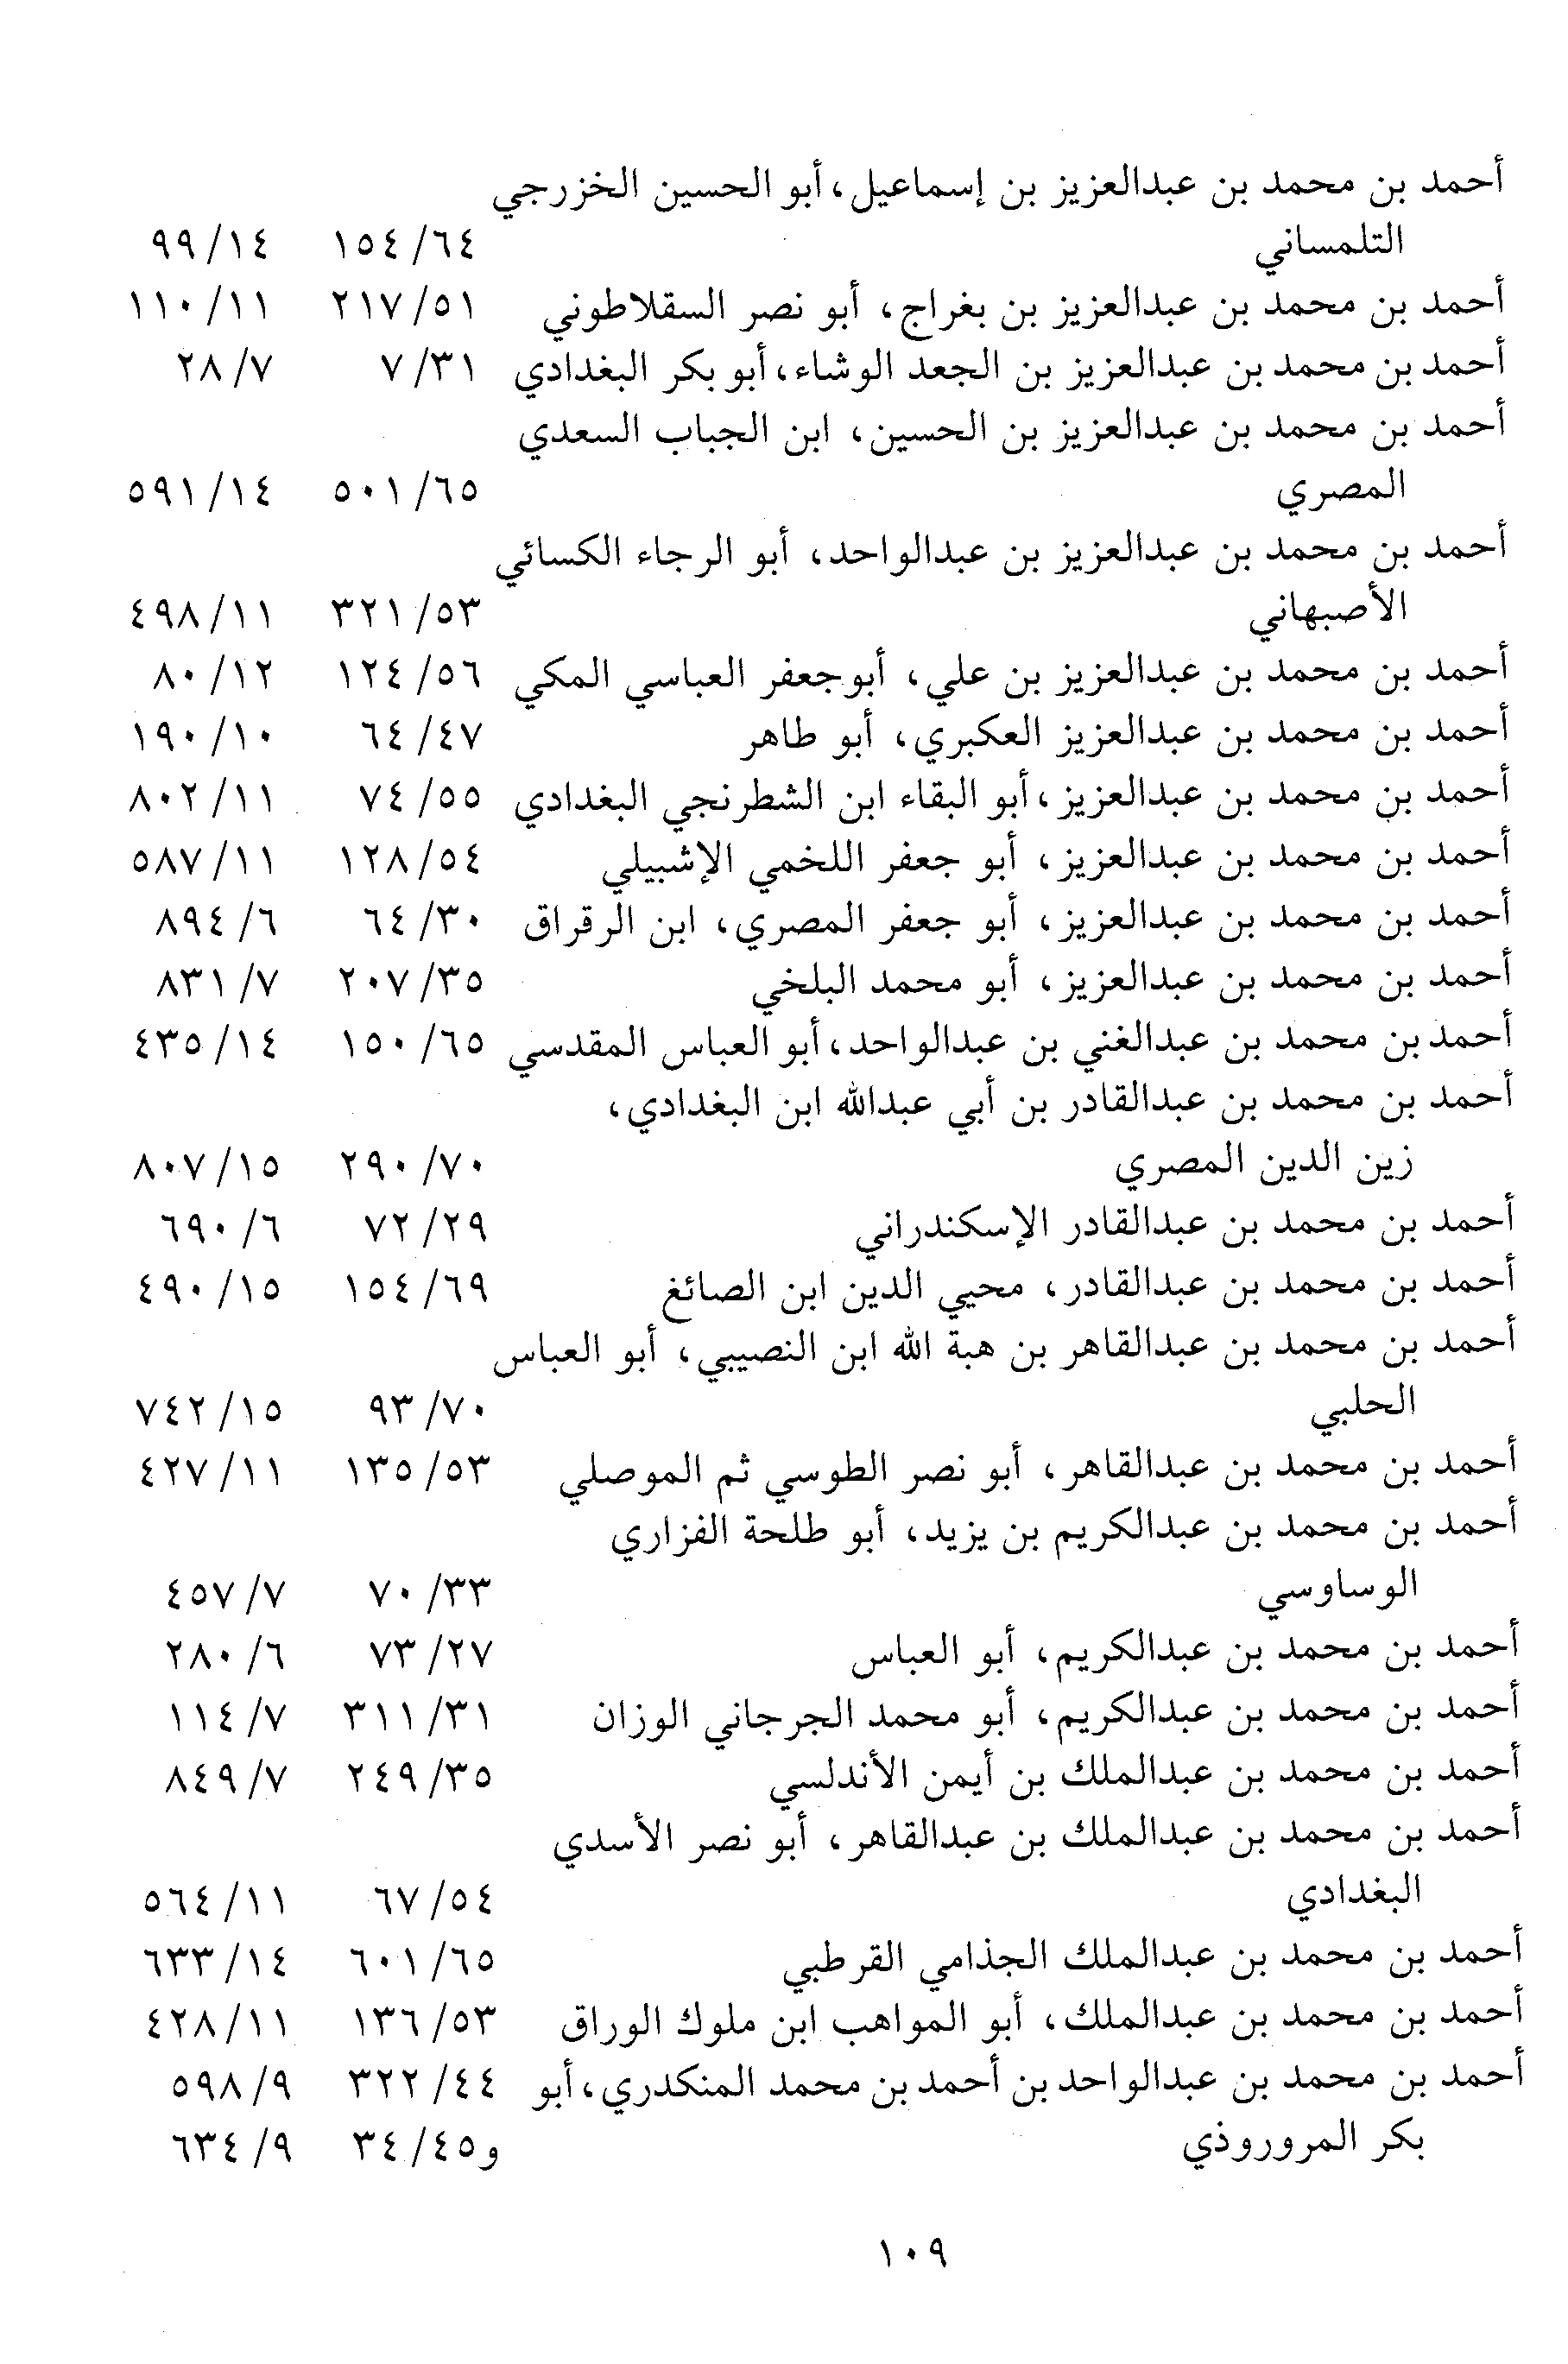 أحمد بن محمد بن عبدالعزيز بن إسماعيل، أبو الحسين الخزرجي
التلمساني ٦٤/ ١٥٤ ١٤/ ٩٩
أحمد بن محمد بن عبدالعزيز بن بغراج، أبو نصر السقلاطوني ٥١/ ٢١٧ ١١/ ١١٠
أحمد بن محمد بن عبدالعزيز بن الجعد الوشاء، أبو بكر البغدادي ٣١/ ٧ ٧/ ٢٨
أحمد بن محمد بن عبدالعزيز بن الحسين، ابن الجباب السعدي
المصري ٦٥/ ٥٠١ ١٤/ ٥٩١
أحمد بن محمد بن عبدالعزيز بن عبدالواحد، أبو الرجاء الكسائي
الأصبهاني ٥٣/ ٣٢١ ١١/ ٤٩٨
أحمد بن محمد بن عبدالعزيز بن علي، أبوجعفر العباسي المكي ٥٦/ ١٢٤ ١٢/ ٨٠
أحمد بن محمد بن عبدالعزيز العكبري، أبو طاهر ٤٧/ ٦٤ ١٠/ ١٩٠
أحمد بن محمد بن عبدالعزيز، أبو البقاء ابن الشطرنجي البغدادي ٥٥/ ٧٤ ١١/ ٨٠٢
أحمد بن محمد بن عبدالعزيز، أبو جعفر اللخمي الإشبيلي ٥٤/ ١٢٨ ١١/ ٥٨٧
أحمد بن محمد بن عبدالعزيز، أبو جعفر المصري، ابن الرقراق ٣٠/ ٦٤ ٦/ ٨٩٤
أحمد بن محمد بن عبدالعزيز، أبو محمد البلخي ٣٥/ ٢٠٧ ٧/ ٨٣١
أحمد بن محمد بن عبدالغني بن عبدالواحد، أبو العباس المقدسي ٦٥/ ١٥٠ ١٤/ ٤٣٥
أحمد بن محمد بن عبدالقادر بن أبي عبدالله ابن البغدادي،
زين الدين المصري ٧٠/ ٢٩٠ ١٥/ ٨٠٧
أحمد بن محمد بن عبدالقادر الإسكندراني ٢٩/ ٧٢ ٦/ ٦٩٠
أحمد بن محمد بن عبدالقادر، محيي الدين ابن الصائغ ٦٩/ ١٥٤ ١٥/ ٤٩٠
أحمد بن محمد بن عبدالقاهر بن هبة الله ابن النصيبي، أبو العباس
الحلبي ٧٠/ ٩٣ ١٥/ ٧٤٢
أحمد بن محمد بن عبدالقاهر، أبو نصر الطوسي ثم الموصلي ٥٣/ ١٣٥ ١١/ ٤٢٧
أحمد بن محمد بن عبدالكريم بن يزيد، أبو طلحة الفزاري
الوساوسي ٣٣/ ٧٠ ٧/ ٤٥٧
أحمد بن محمد بن عبدالكريم، أبو العباس ٢٧/ ٧٣ ٦/ ٢٨٠
أحمد بن محمد بن عبدالكريم، أبو محمد الجرجاني الوزان ٣١/ ٣١١ ٧/ ١١٤
أحمد بن محمد بن عبدالملك بن أيمن الأندلسي ٣٥/ ٢٤٩ ٧/ ٨٤٩
أحمد بن محمد بن عبدالملك بن عبدالقاهر، أبو نصر الأسدي
البغدادي ٥٤/ ٦٧ ١١/ ٥٦٤
أحمد بن محمد بن عبدالملك الجذامي القرطبي ٦٥/ ٦٠١ ١٤/ ٦٣٣
أحمد بن محمد بن عبدالملك، أبو المواهب ابن ملوك الوراق ٥٣/ ١٣٦ ١١/ ٤٢٨
أحمد بن محمد بن عبدالواحد بن أحمد بن محمد المنكدري، أبو ٤٤/ ٣٢٢ ٩/ ٥٩٨
بكر المروروذي و٤٥/ ٣٤ ٩/ ٦٣٤
١٠٩